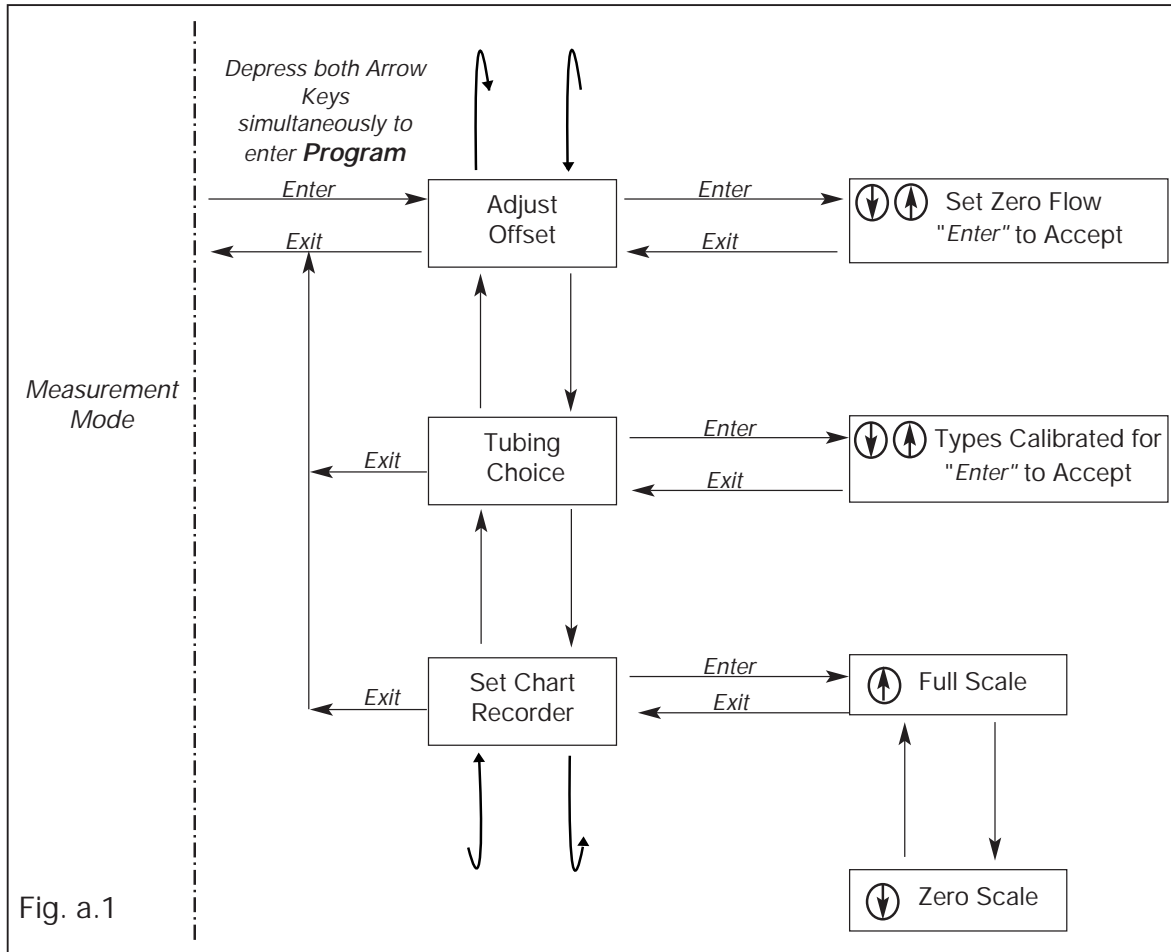 Depress both Arrow
Keys
simultaneously to
enter Program
Enter
Exit
Adjust
Offset
Enter
Exit
Set Zero Flow
"Enter" to Accept
Measurement
Mode
Exit
Tubing
Choice
Enter
Exit
Types Calibrated for
"Enter" to Accept
Exit
Set Chart
Recorder
Enter
Exit
Full Scale
Zero Scale
Fig. a.1